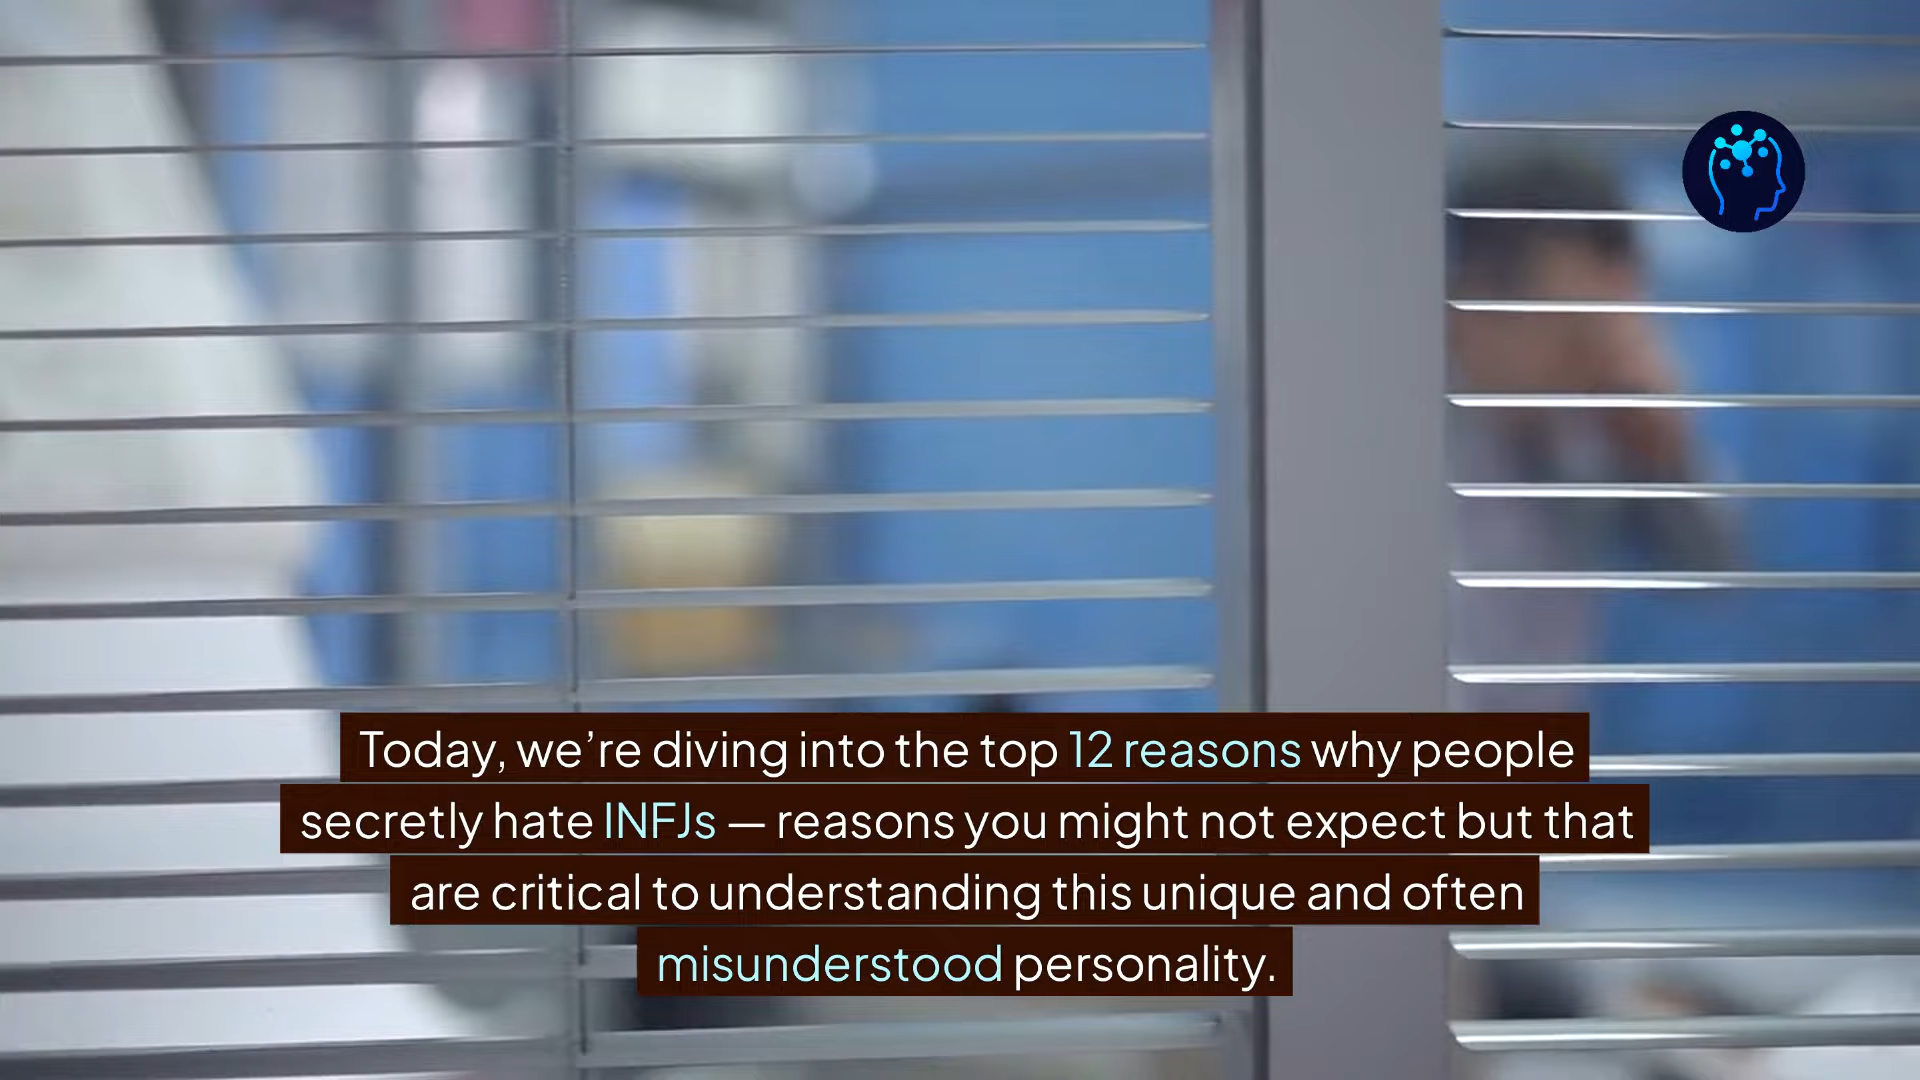 Today, we’re diving into the top 12 reasons why people
secretly hate INFJs — reasons you might not expect but that
are critical to understanding this unique and often
misunderstood personality.